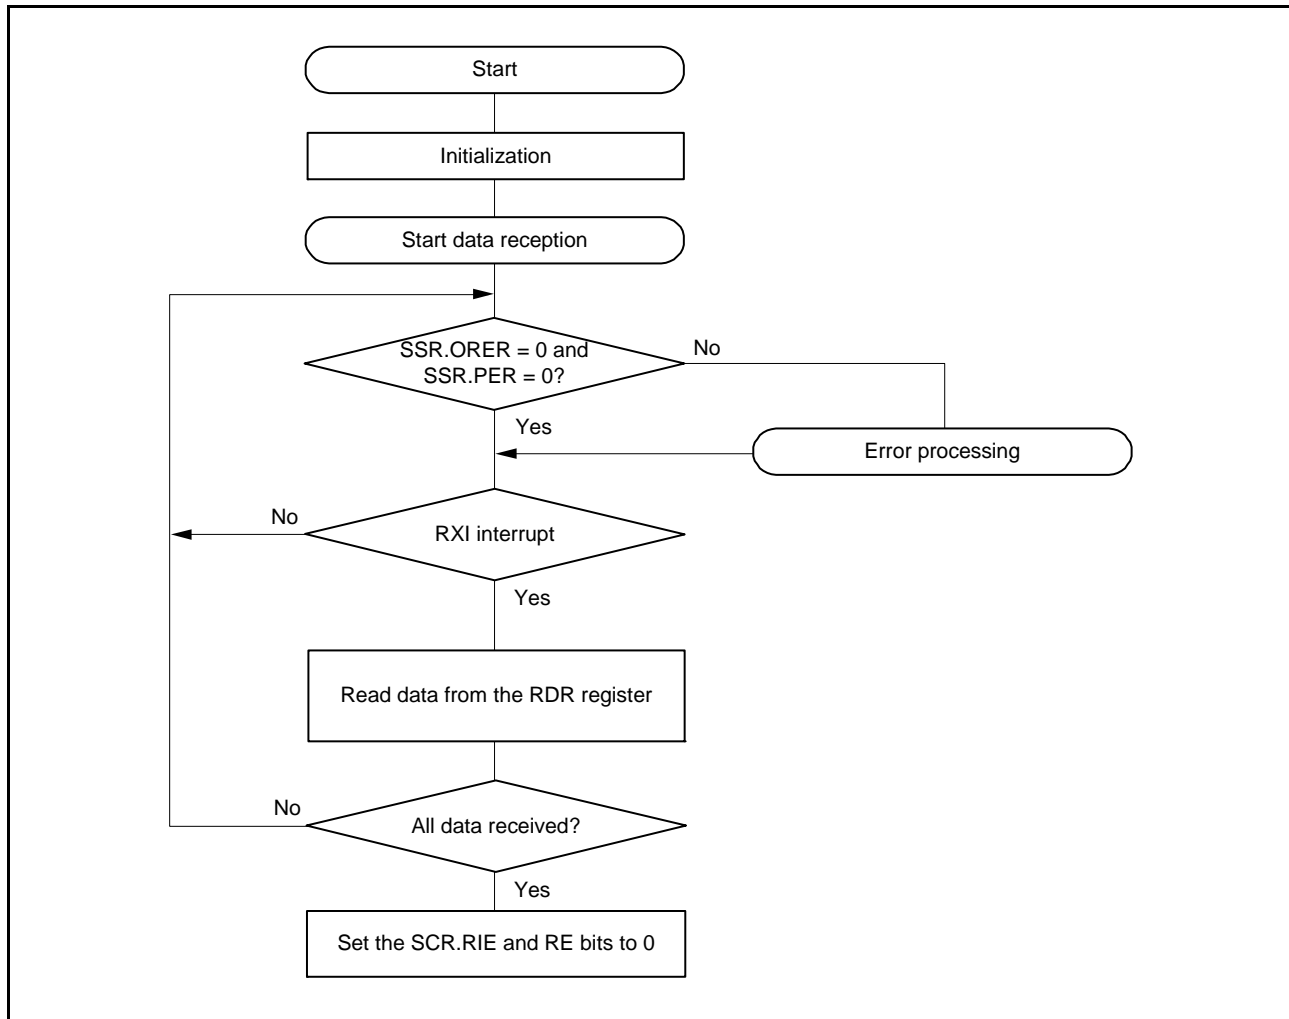 Start
Initialization
Start data reception
SSR.ORER = 0 and
SSR.PER = 0?
No
Yes
Error processing
No
RXI interrupt
Yes
Read data from the RDR register
No
All data received?
Yes
Set the SCR.RIE and RE bits to 0